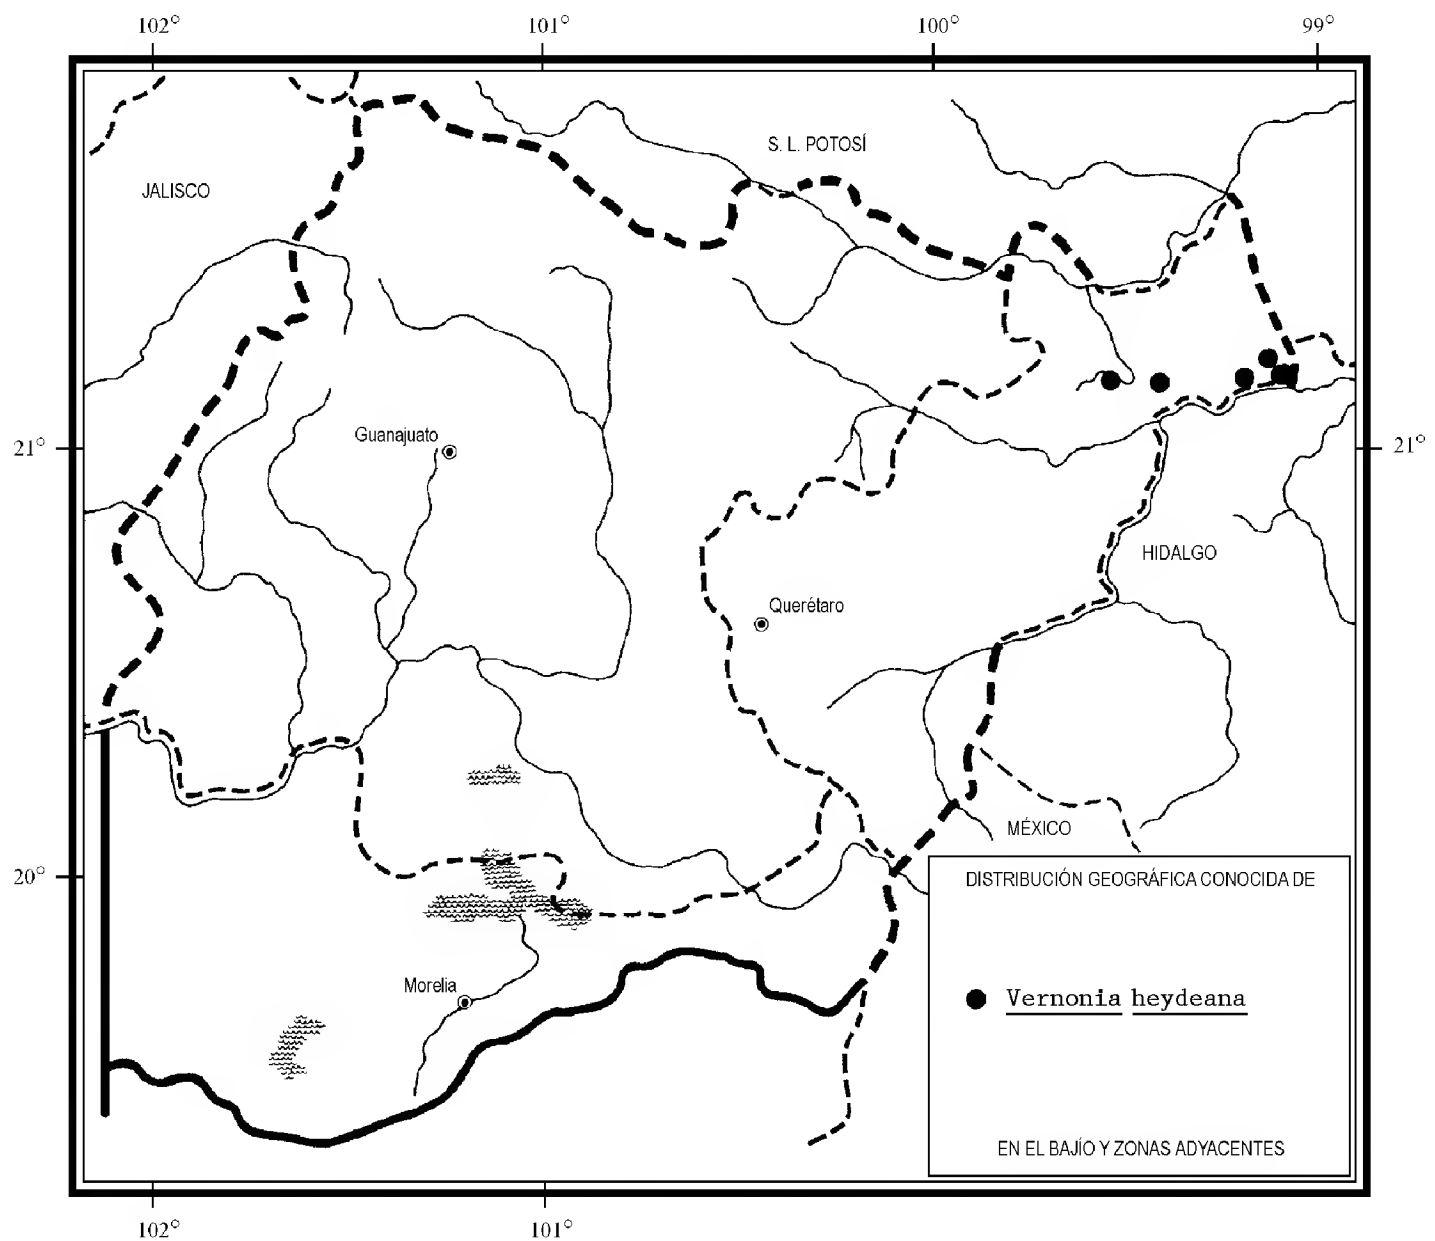 102° 101° 100° 99°
S. L. POTOSÍ
JALISCO
Guanajuato
21° 21°
HIDALGO
Querétaro
MÉXICO
20°
DISTRIBUCIÓN GEOGRÁFICA CONOCIDA DE
Morelia
Vernonia heydeana
EN EL BAJÍO Y ZONAS ADYACENTES
102° 101°